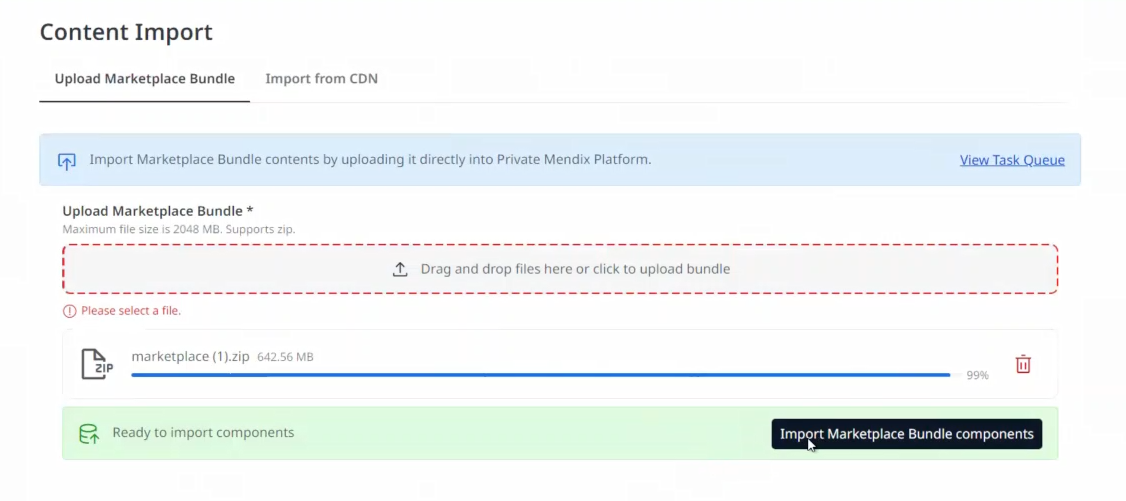 Content Import
Upload Marketplace Bundle Import from CDN
Import Marketplace Bundle contents by uploading it directly into Private Mendix Platform. View Task Queue
Upload Marketplace Bundle *
Maximum file size is 2048 MB. Supports zip.
Drag and drop files here or click to upload bundle
Please select a file.
marketplace (1).zip 642.56 MB
ZIP
99%
Ready to import components Import Marketplace Bundle components